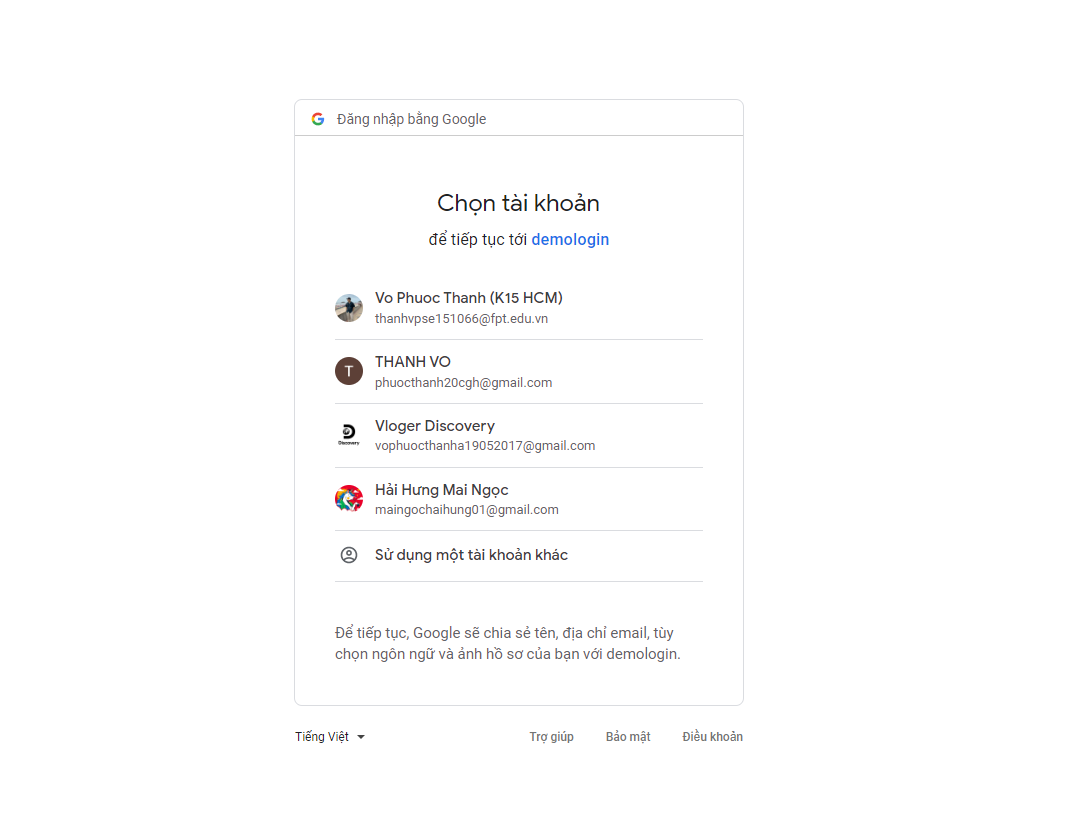 Đăng nhập bằng Google
Chọn tài khoản
để tiếp tục tới demologin
Vo Phuoc Thanh (K15 HCM)
thanhvpse151066@fpt.edu.vn
T
THANH VO
phuocthanh20cgh@gmail.com
Discovery
Vloger Discovery
vophuocthanha19052017@gmail.com
Hải Hưng Mai Ngọc
maingochaihung01@gmail.com
Sử dụng một tài khoản khác
Để tiếp tục, Google sẽ chia sẻ tên, địa chỉ email, tùy
chọn ngôn ngữ và ảnh hồ sơ của bạn với demologin.
Tiếng Việt Trợ giúp Bảo mật Điều khoản